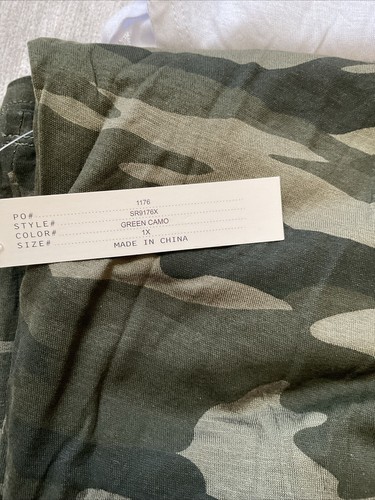 PO# 1176
STYLE# SR9176X
COLOR# GREEN CAMO
SIZE# 1X
MADE IN CHINA